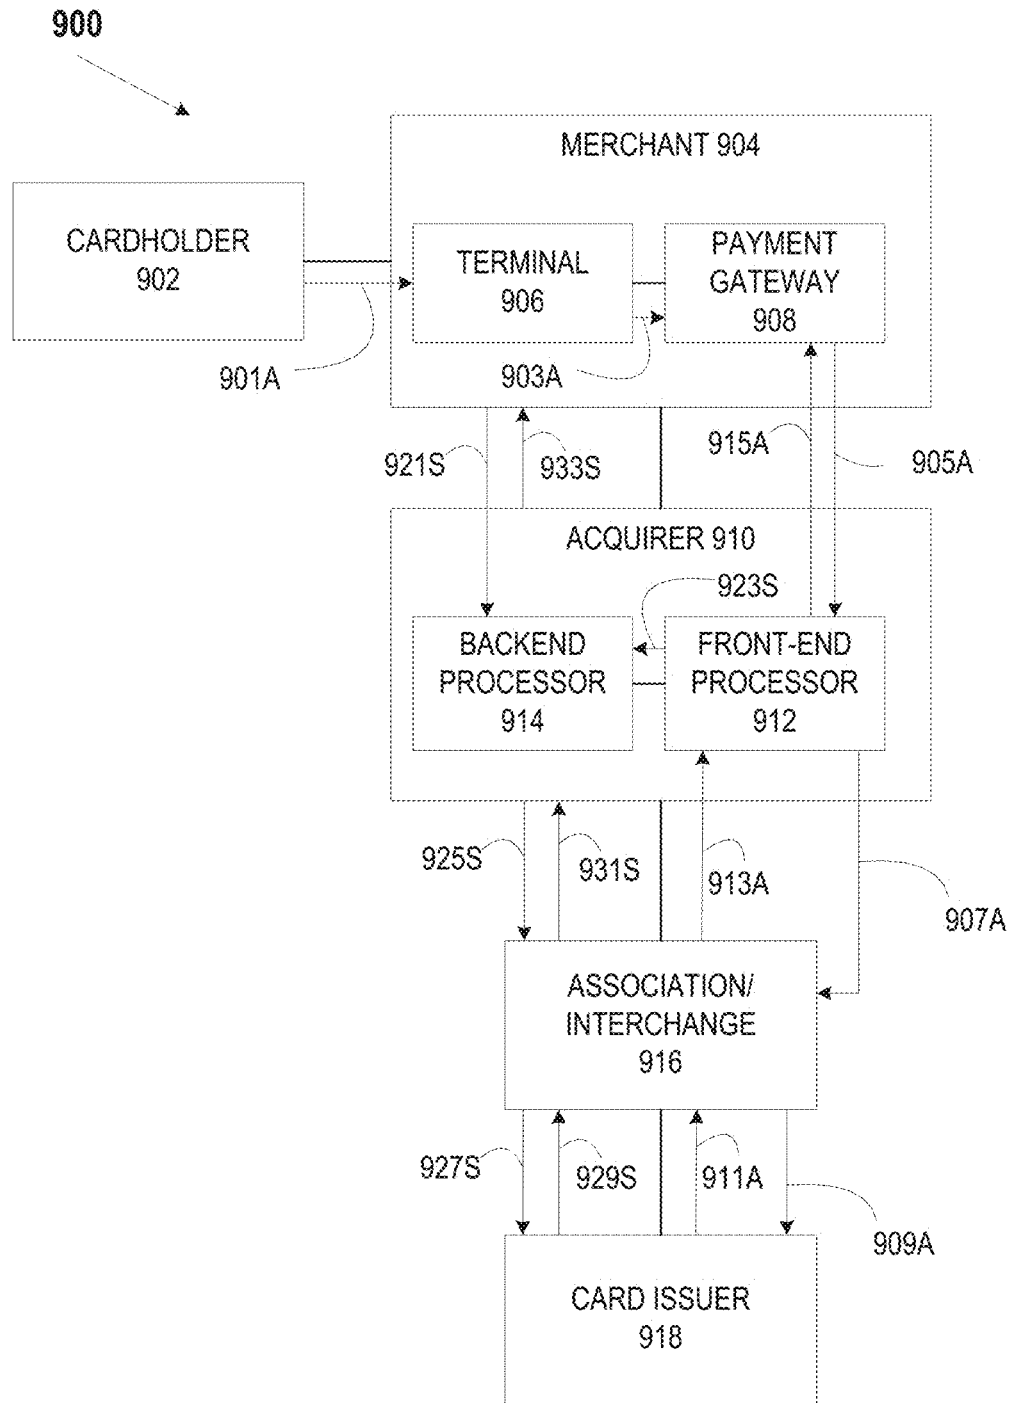 900
MERCHANT 904
CARDHOLDER
902
TERMINAL
906
PAYMENT
GATEWAY
908
901A
903A
921S
933S
915A
905A
ACQUIRER 910
923S
BACKEND
PROCESSOR
914
FRONT-END
PROCESSOR
912
925S
931S
913A
907A
ASSOCIATION/
INTERCHANGE
916
927S
929S
911A
909A
CARD ISSUER
918